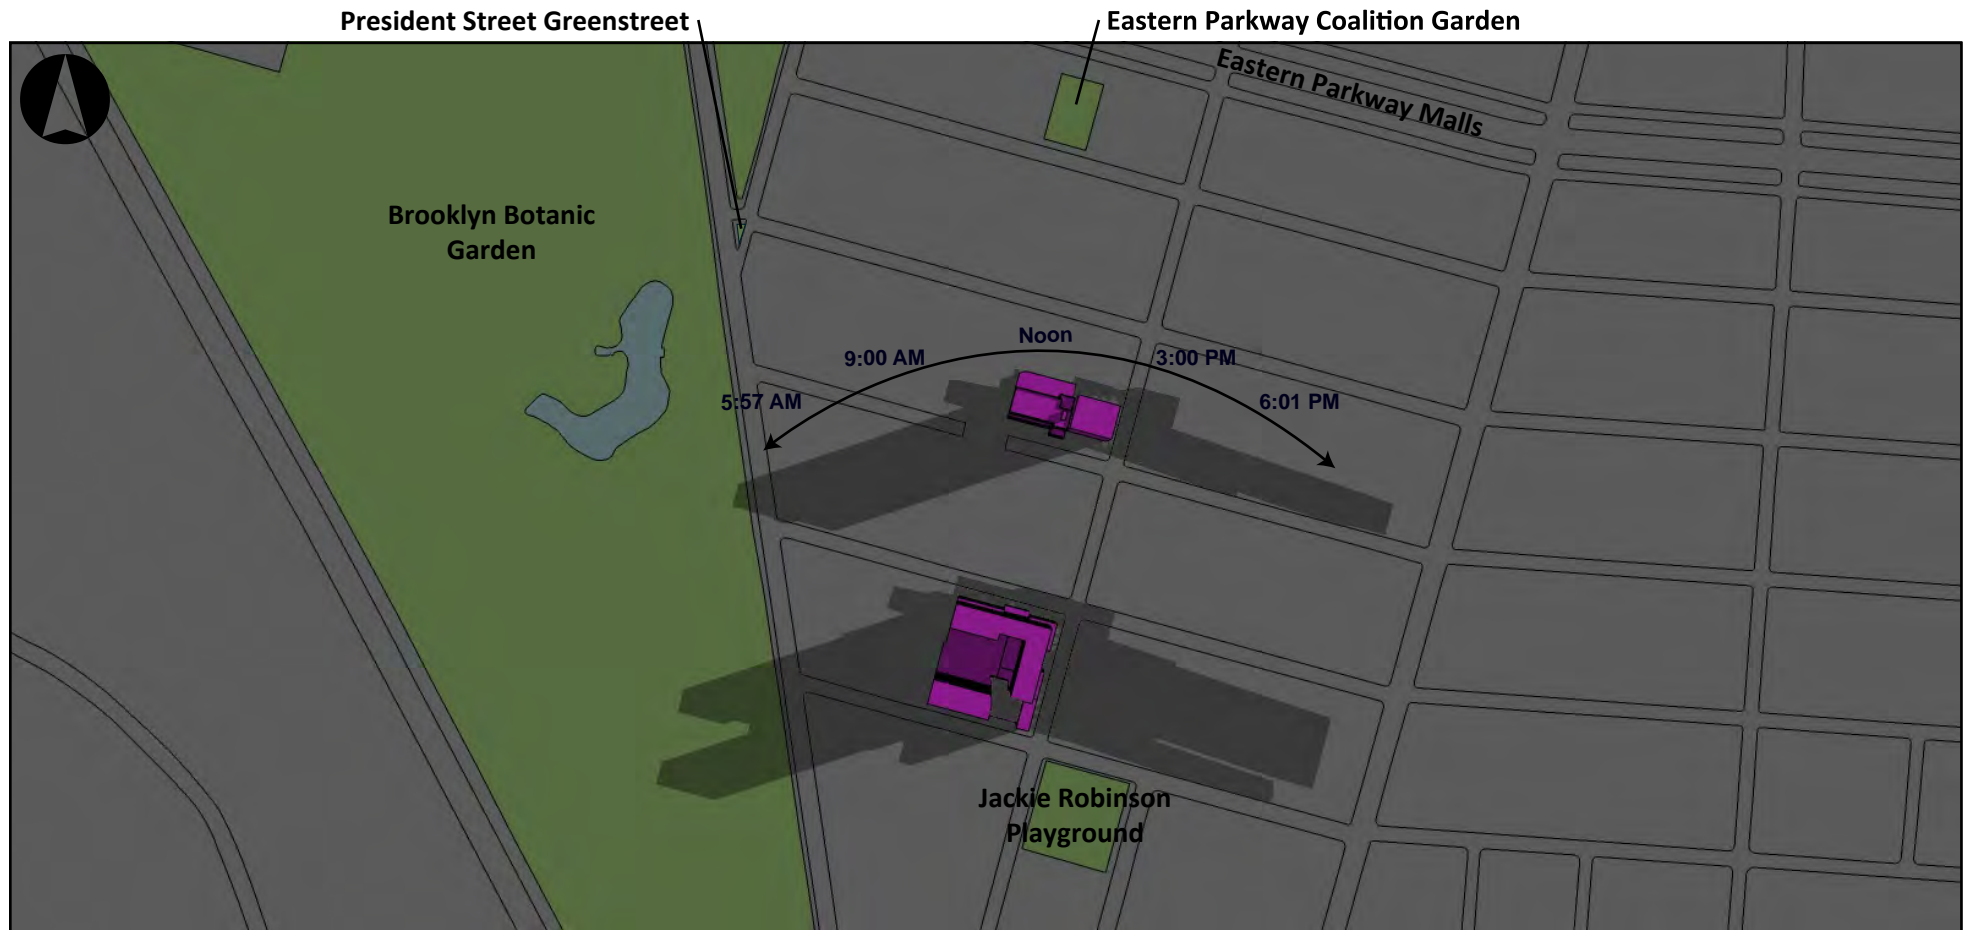 President Street Greenstreet
Eastern Parkway Coalition Garden
Eastern Parkway Malls
Brooklyn Botanic
Garden
Noon
9:00 AM
3:00 PM
5:57 AM
6:01 PM
Jackie Robinson
Playground